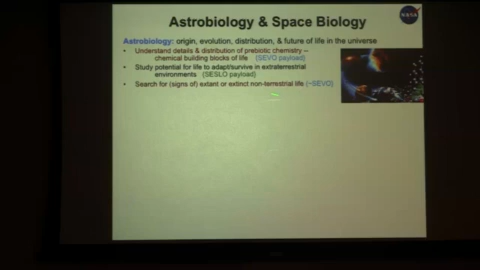 Astrobiology & Space Biology
NASA
Astrobiology: origin, evolution, distribution, & future of life in the universe
• Understand details & distribution of prebiotic chemistry –
chemical building blocks of life (SEVO payload)
• Study potential for life to adapt/survive in extraterrestrial
environments (SESLO payload)
• Search for (signs of) extant or extinct non-terrestrial life (~SEVO)